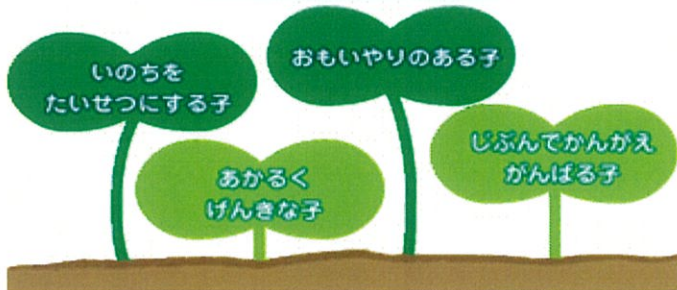 いのちを
たいせつにする子
おもいやりのある子
あかるく
げんきな子
じぶんでかんがえ
がんばる子